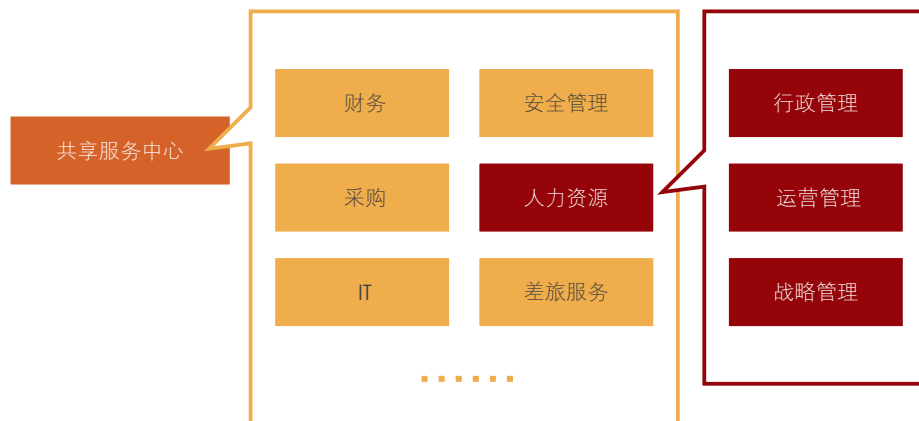 共享服务中心
财务
安全管理
采购
人力资源
IT
差旅服务
......
行政管理
运营管理
战略管理